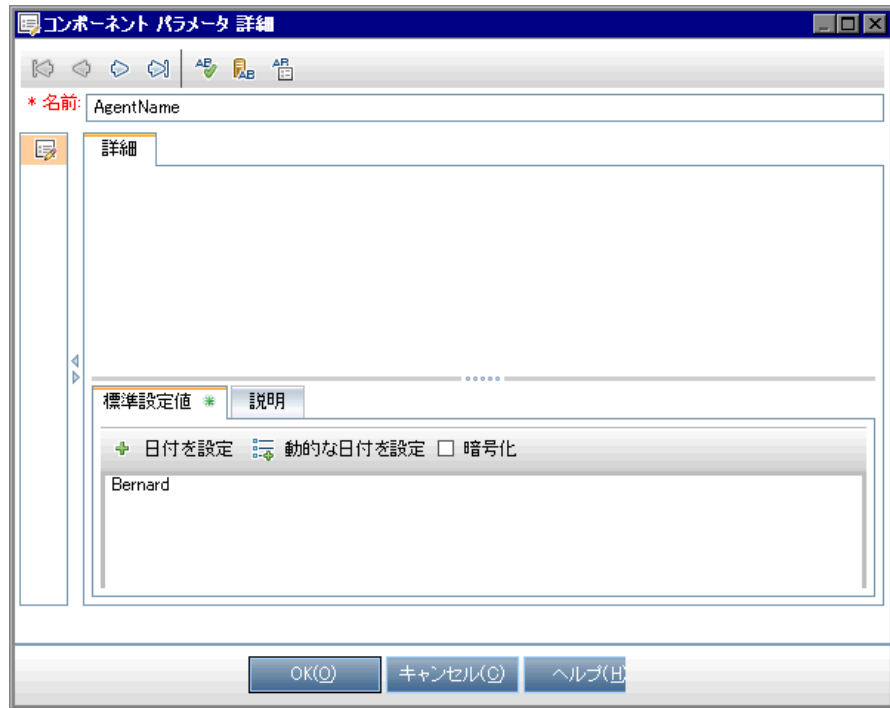 コンポーネント パラメータ 詳細
* 名前: AgentName
詳細
標準設定値 * 説明
日付を設定 動的な日付を設定 暗号化
Bernard
OK(O) キャンセル(C) ヘルプ(H)